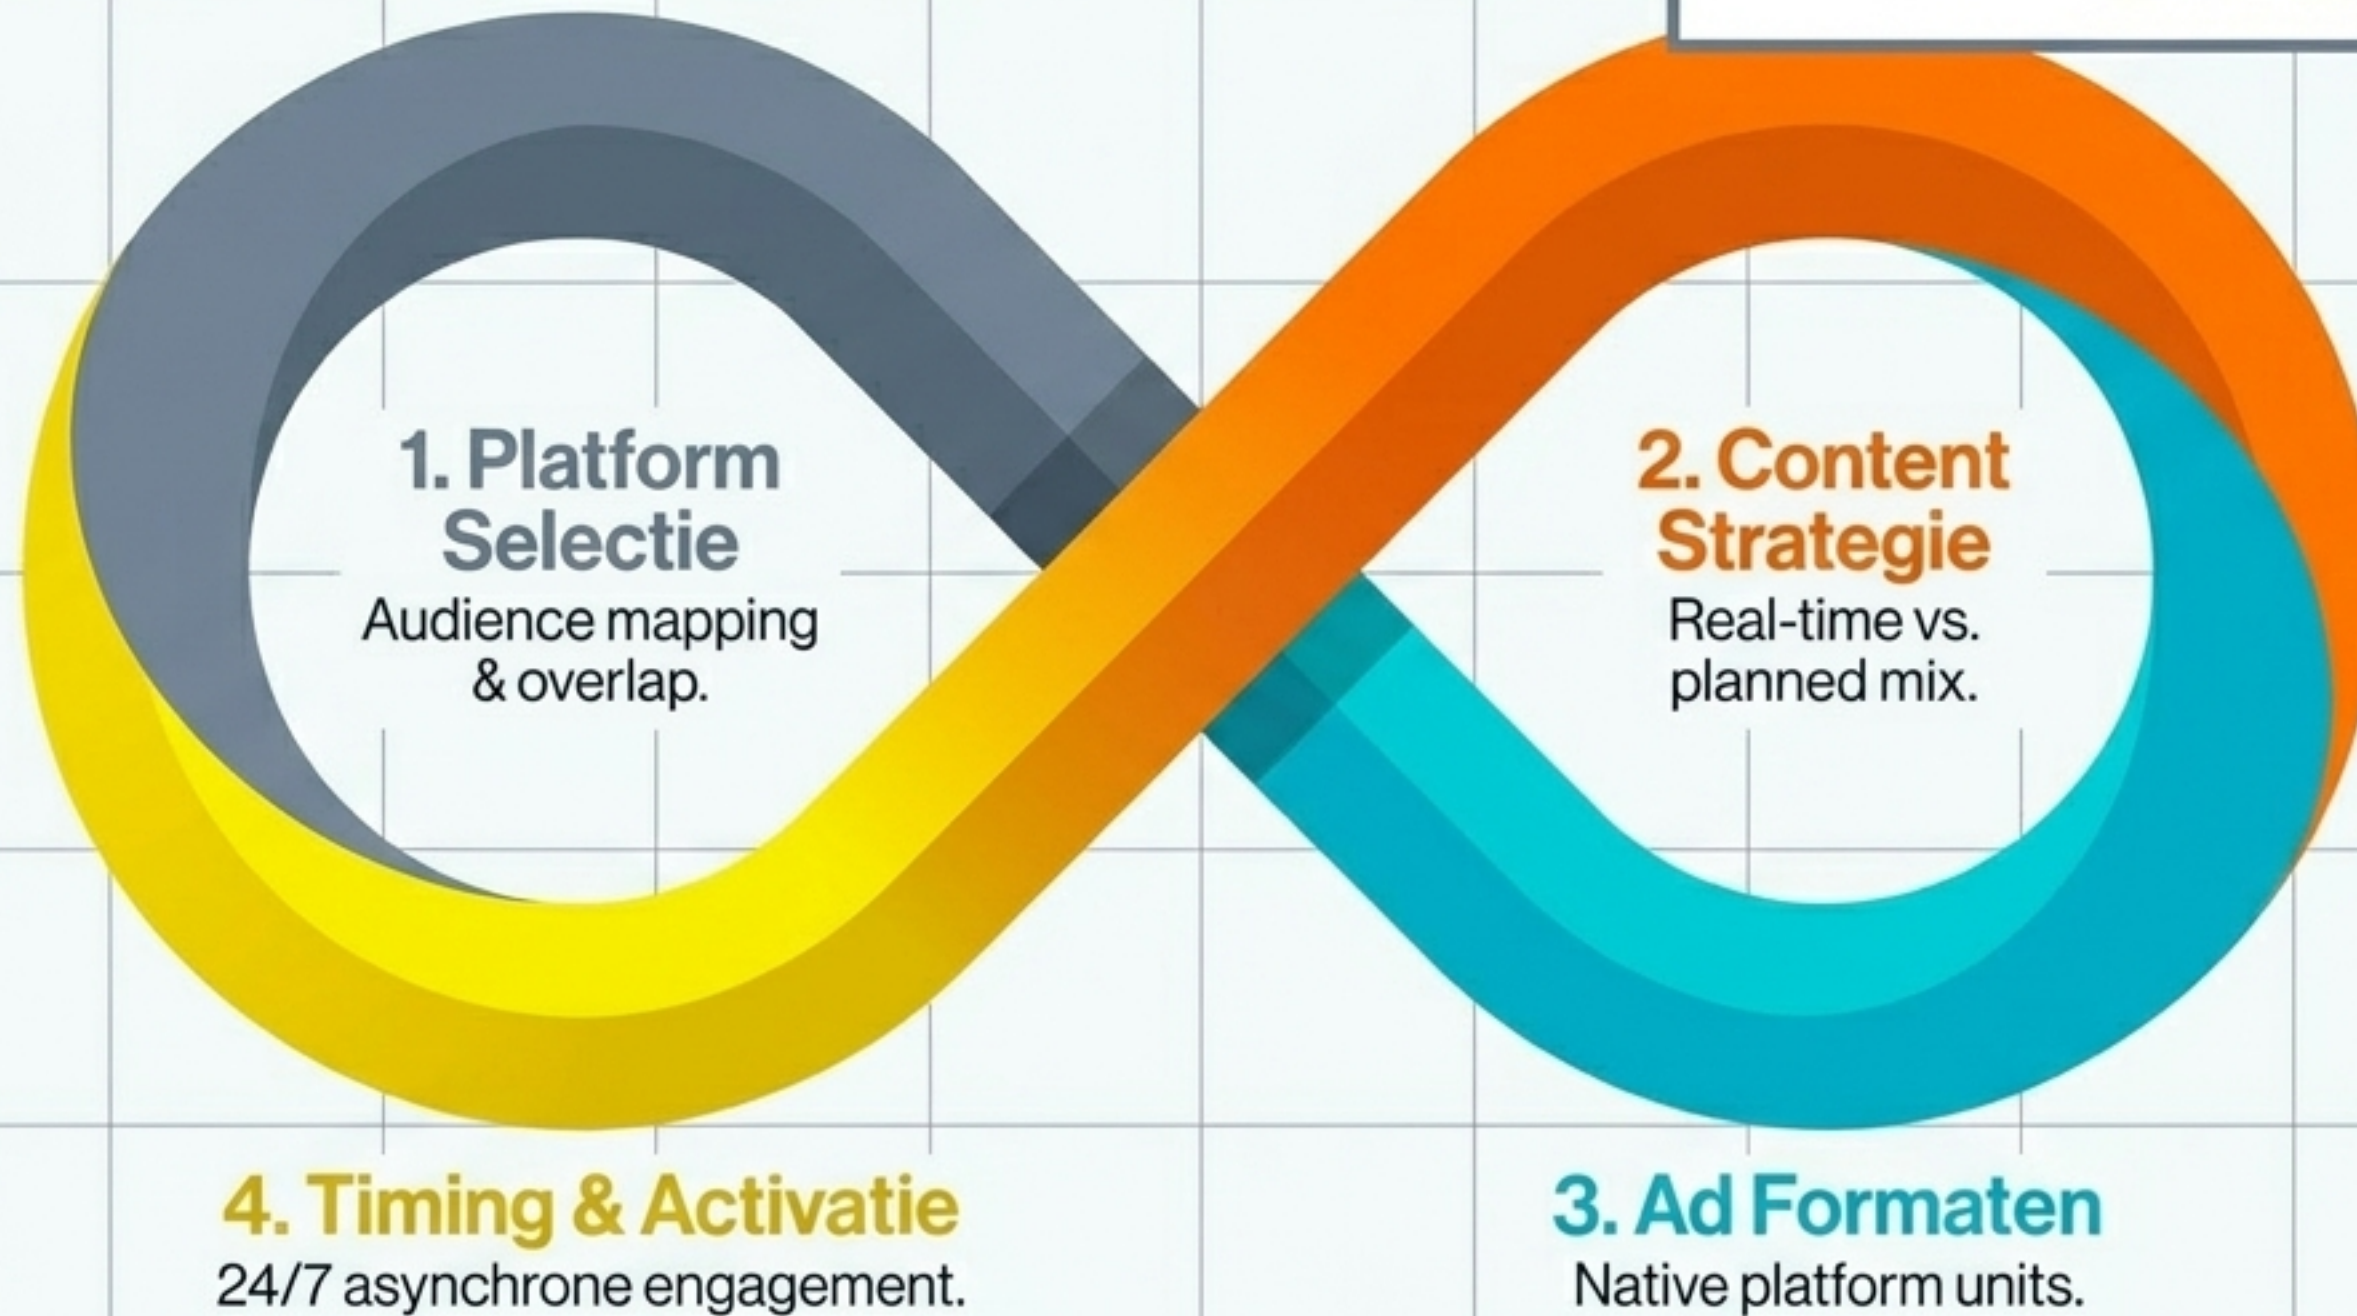 1. Platform
Selectie
Audience mapping
& overlap.
2. Content
Strategie
Real-time vs.
planned mix.
4. Timing & Activatie
24/7 asynchrone engagement.
3. Ad Formaten
Native platform units.